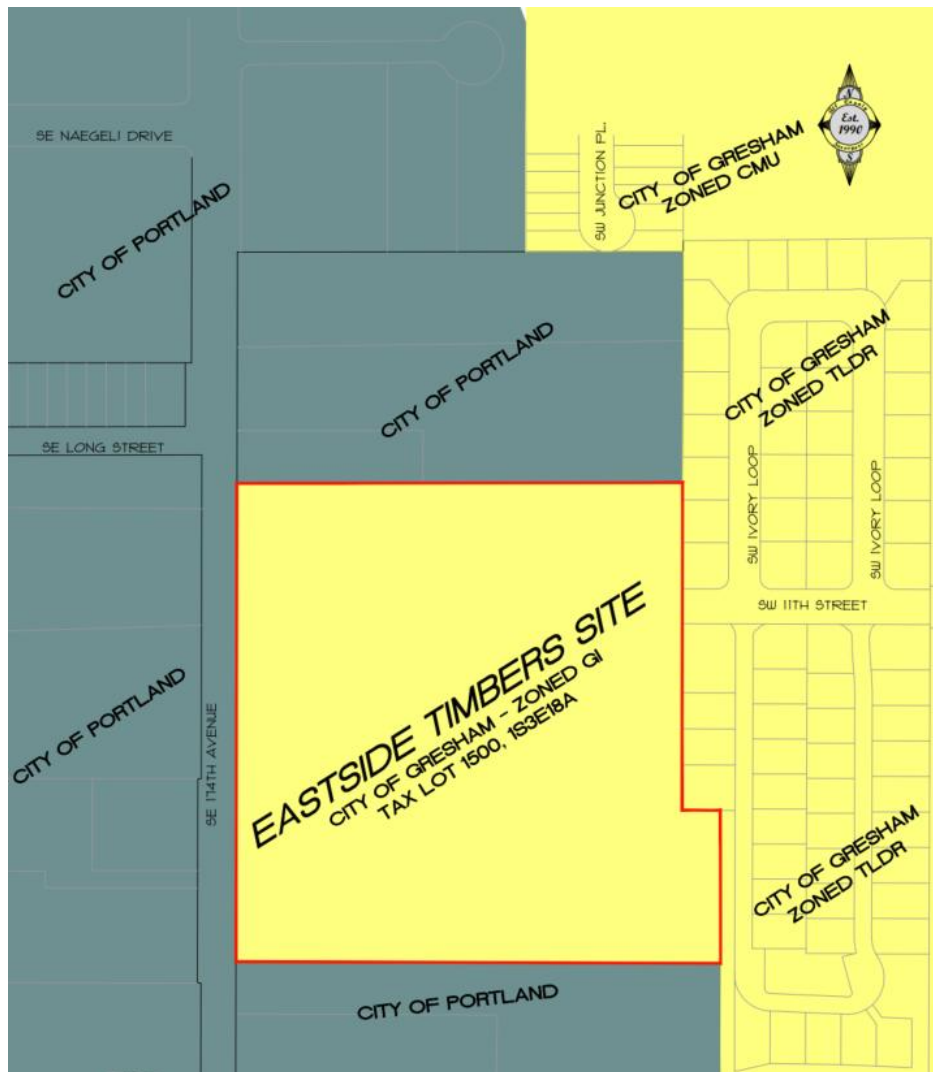 SE NAEGELI DRIVE
CITY OF PORTLAND
SW JUNCTION PL.
CITY OF GRESHAM
ZONED CMU
N
Est.
1990
S
CITY OF PORTLAND
CITY OF GRESHAM
ZONED TLDR
SE LONG STREET
SW IVORY LOOP
SW IVORY LOOP
SW 11TH STREET
EASTSIDE TIMBERS SITE
CITY OF GRESHAM - ZONED GI
TAX LOT 1500, 1S3E18A
CITY OF PORTLAND
SE 174TH AVENUE
CITY OF GRESHAM
ZONED TLDR
CITY OF PORTLAND